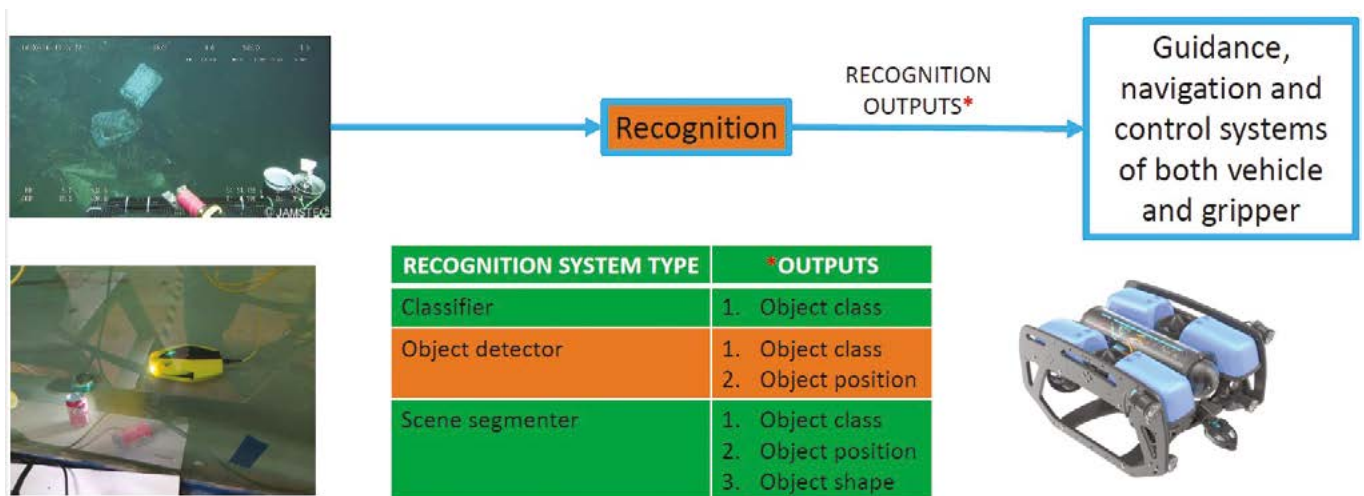 © JAMSTEC
Recognition
RECOGNITION
OUTPUTS*
Guidance,
navigation and
control systems
of both vehicle
and gripper
RECOGNITION SYSTEM TYPE *OUTPUTS
Classifier 1. Object class
Object detector 1. Object class
2. Object position
Scene segmenter 1. Object class
2. Object position
3. Object shape